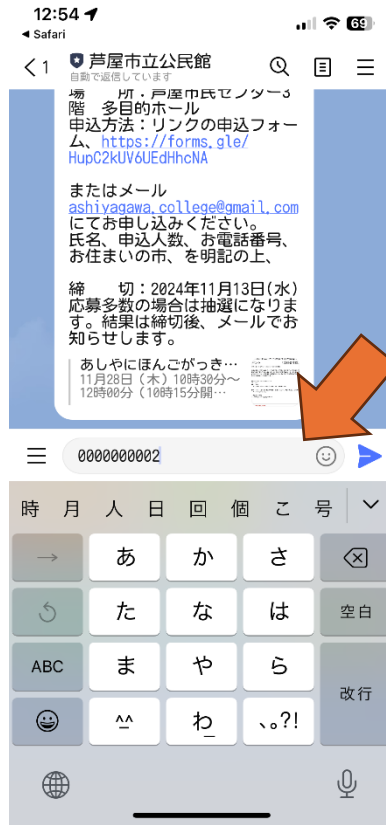 12:54
69
◀ Safari
1
芦屋市立公民館
自動で返信しています
場　　所：芦屋市民センター3
階　多目的ホール
申込方法：リンクの申込フォー
ム、https://forms.gle/
HupC2kUV6UEdHhcNA
またはメール
ashiyagawa.college@gmail.com
にてお申し込みください。
氏名、申込人数、お電話番号、
お住まいの市、を明記の上、
締　　切：2024年11月13日(水)
応募多数の場合は抽選になりま
す。結果は締切後、メールでお
知らせします。
あしやにほんごがっき…
11月28日（木）10時30分～
12時00分（10時15分開…
0000000002
時 月 人 日 回 個 こ 号
→ あ か さ
た な は 空白
ABC ま や ら
改行
^^ わ 、。?!